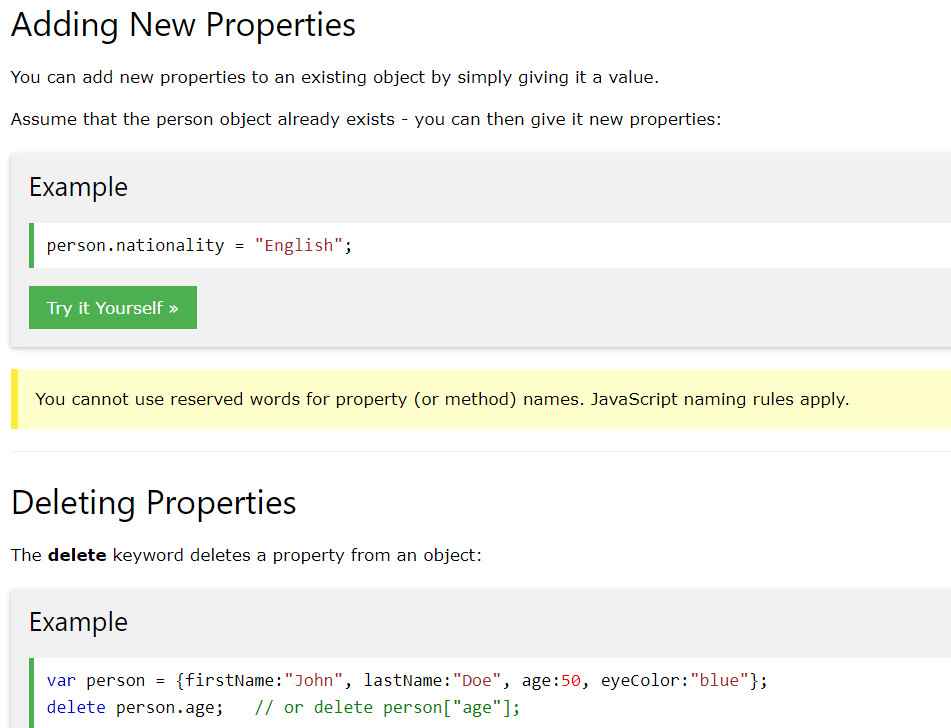 Adding New Properties
You can add new properties to an existing object by simply giving it a value.
Assume that the person object already exists - you can then give it new properties:
Example
person.nationality = "English";
Try it Yourself »
You cannot use reserved words for property (or method) names. JavaScript naming rules apply.
Deleting Properties
The delete keyword deletes a property from an object:
Example
var person = {firstName:"John", lastName:"Doe", age:50, eyeColor:"blue"};
delete person.age;   // or delete person["age"];